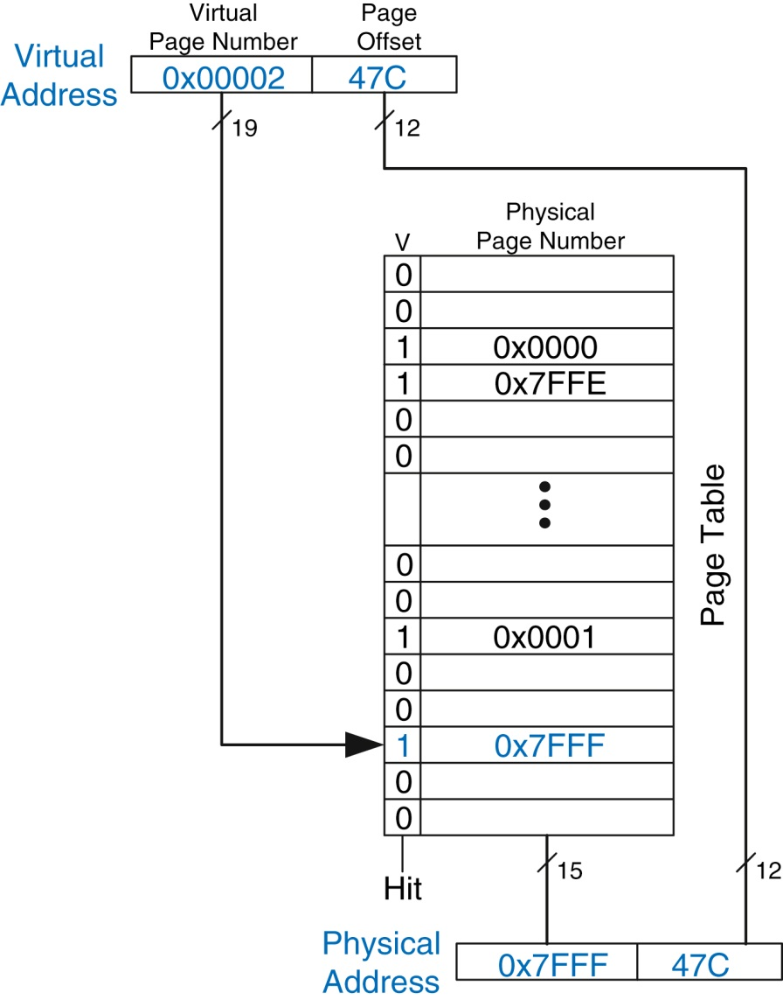 Virtual
Page Number
Page
Offset
Virtual
Address
0x00002
47C
19
12
Physical
Page Number
V
0
0
1 0x0000
1 0x7FFE
0
0
0
0
1 0x0001
0
0
1 0x7FFF
0
0
Page Table
Hit
15
12
Physical
Address
0x7FFF
47C